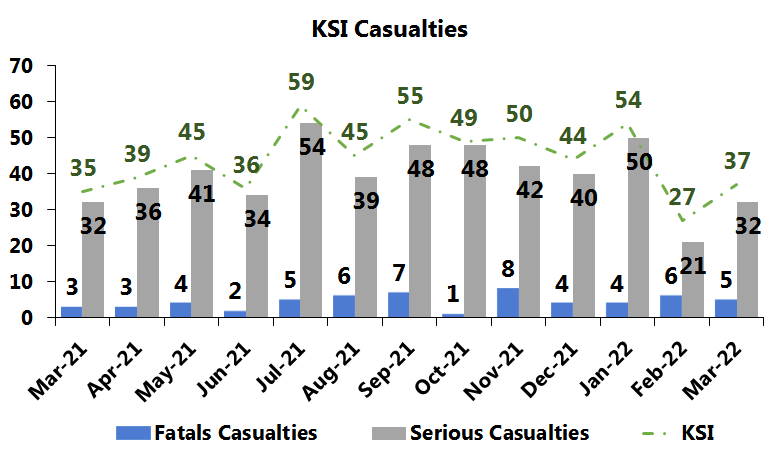 KSI Casualties
70
60
50
40
30
20
10
0
35 39 45 36 59 45 55 49 50 44 54 27 37
32 36 41 34 54 39 48 48 42 40 50 21 32
3 3 4 2 5 6 7 1 8 4 4 6 5
Mar-21 Apr-21 May-21 Jun-21 Jul-21 Aug-21 Sep-21 Oct-21 Nov-21 Dec-21 Jan-22 Feb-22 Mar-22
Fatals Casualties Serious Casualties KSI